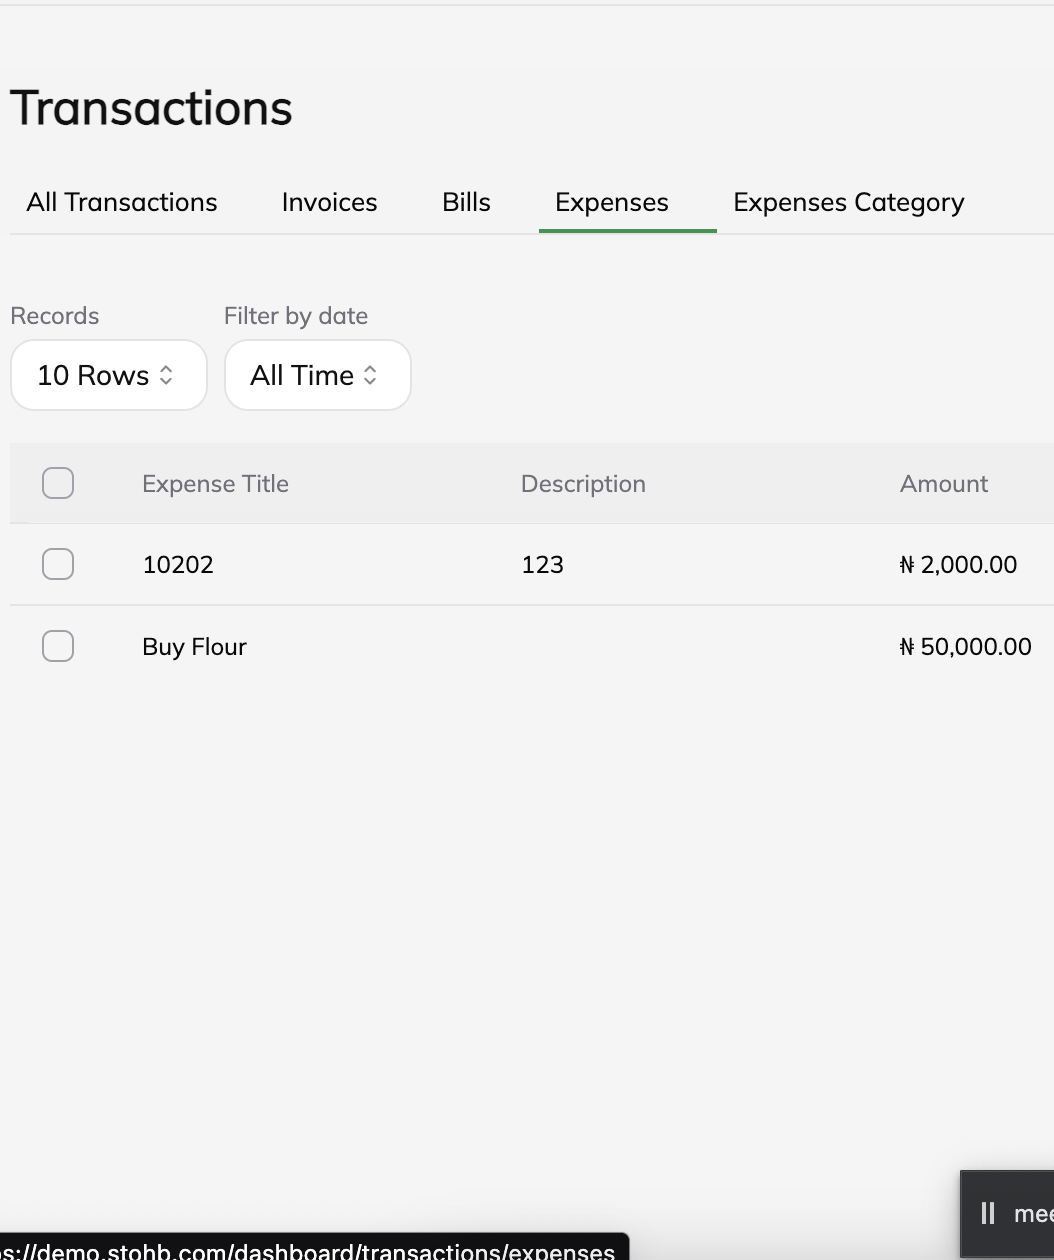 Transactions
All Transactions Invoices Bills Expenses Expenses Category
Records Filter by date
10 Rows All Time
Expense Title Description Amount
10202 123 ₦ 2,000.00
Buy Flour ₦ 50,000.00
mee
s://demo.stohb.com/dashboard/transactions/expenses